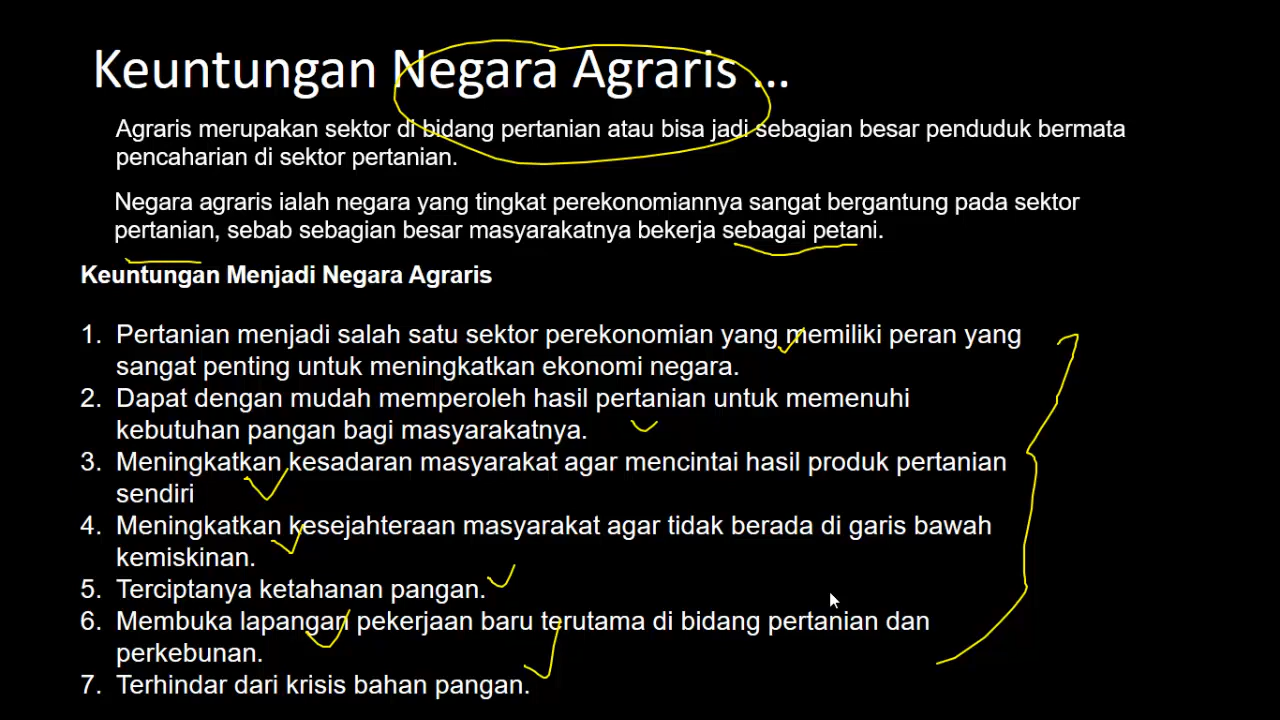 Keuntungan Negara Agraris ...
Agraris merupakan sektor di bidang pertanian atau bisa jadi sebagian besar penduduk bermata
pencaharian di sektor pertanian.
Negara agraris ialah negara yang tingkat perekonomiannya sangat bergantung pada sektor
pertanian, sebab sebagian besar masyarakatnya bekerja sebagai petani.
Keuntungan Menjadi Negara Agraris
1. Pertanian menjadi salah satu sektor perekonomian yang memiliki peran yang
sangat penting untuk meningkatkan ekonomi negara.
2. Dapat dengan mudah memperoleh hasil pertanian untuk memenuhi
kebutuhan pangan bagi masyarakatnya.
3. Meningkatkan kesadaran masyarakat agar mencintai hasil produk pertanian
sendiri
4. Meningkatkan kesejahteraan masyarakat agar tidak berada di garis bawah
kemiskinan.
5. Terciptanya ketahanan pangan.
6. Membuka lapangan pekerjaan baru terutama di bidang pertanian dan
perkebunan.
7. Terhindar dari krisis bahan pangan.